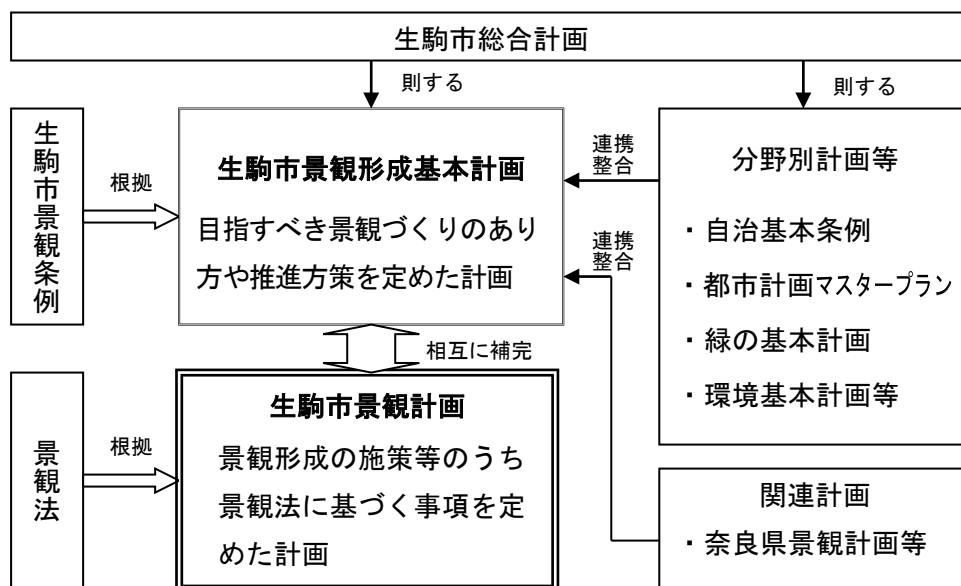 生駒市総合計画
則する
則する
生駒市景観条例
根拠
生駒市景観形成基本計画
目指すべき景観づくりのあり
方や推進方策を定めた計画
連携
整合
連携
整合
分野別計画等
・自治基本条例
・都市計画マスタープラン
・緑の基本計画
・環境基本計画等
相互に補完
景観法
根拠
生駒市景観計画
景観形成の施策等のうち
景観法に基づく事項を定
めた計画
関連計画
・奈良県景観計画等